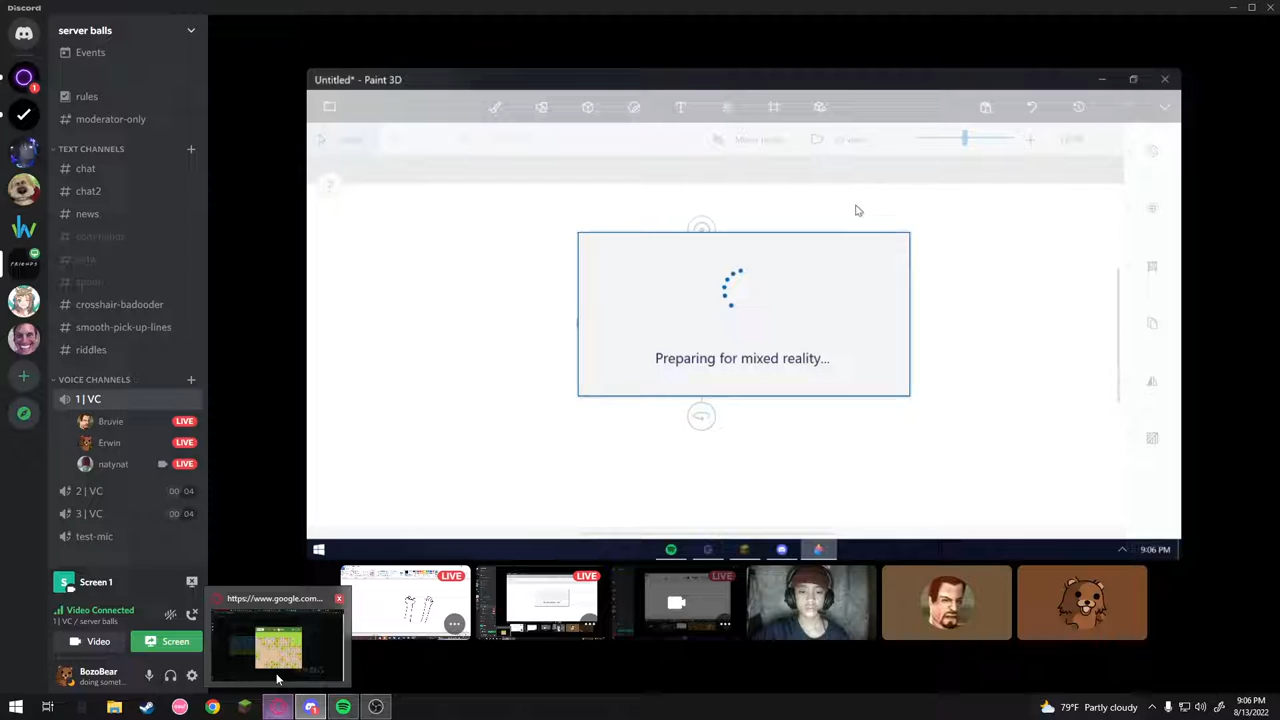 Discord
server balls
Events
rules
moderator-only
TEXT CHANNELS
# chat
# chat2
# news
# crosshair-badooder
# smooth-pick-up-lines
# riddles
VOICE CHANNELS
1 | VC
Bruvie LIVE
Erwin LIVE
natynat LIVE
2 | VC 00 04
3 | VC 00 04
test-mic
S Screen 1
Video Connected
1 | VC / server balls
Video Screen
BozoBear
doing somet...
FRIENDS
1
Untitled* - Paint 3D
Preparing for mixed reality...
9:06 PM
https://www.google.com...
LIVE
LIVE
LIVE
79°F Partly cloudy
9:06 PM
8/13/2022